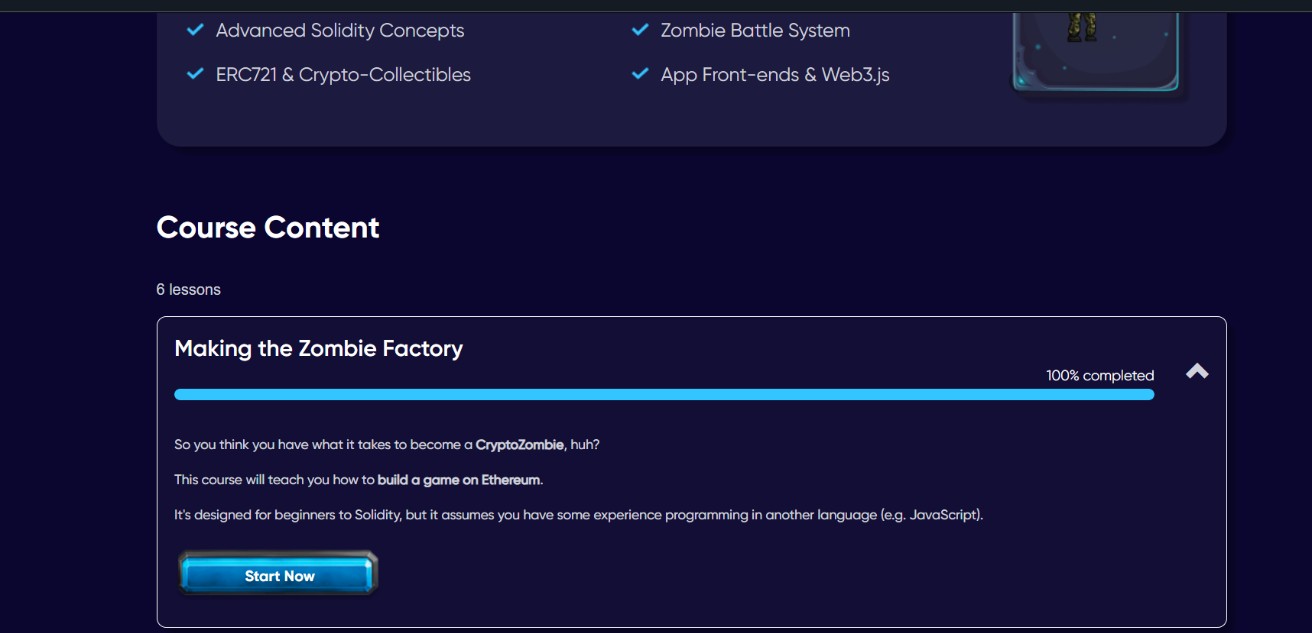 Advanced Solidity Concepts
Zombie Battle System
ERC721 & Crypto-Collectibles
App Front-ends & Web3.js
Course Content
6 lessons
Making the Zombie Factory
100% completed
So you think you have what it takes to become a CryptoZombie, huh?
This course will teach you how to build a game on Ethereum.
It's designed for beginners to Solidity, but it assumes you have some experience programming in another language (e.g. JavaScript).
Start Now